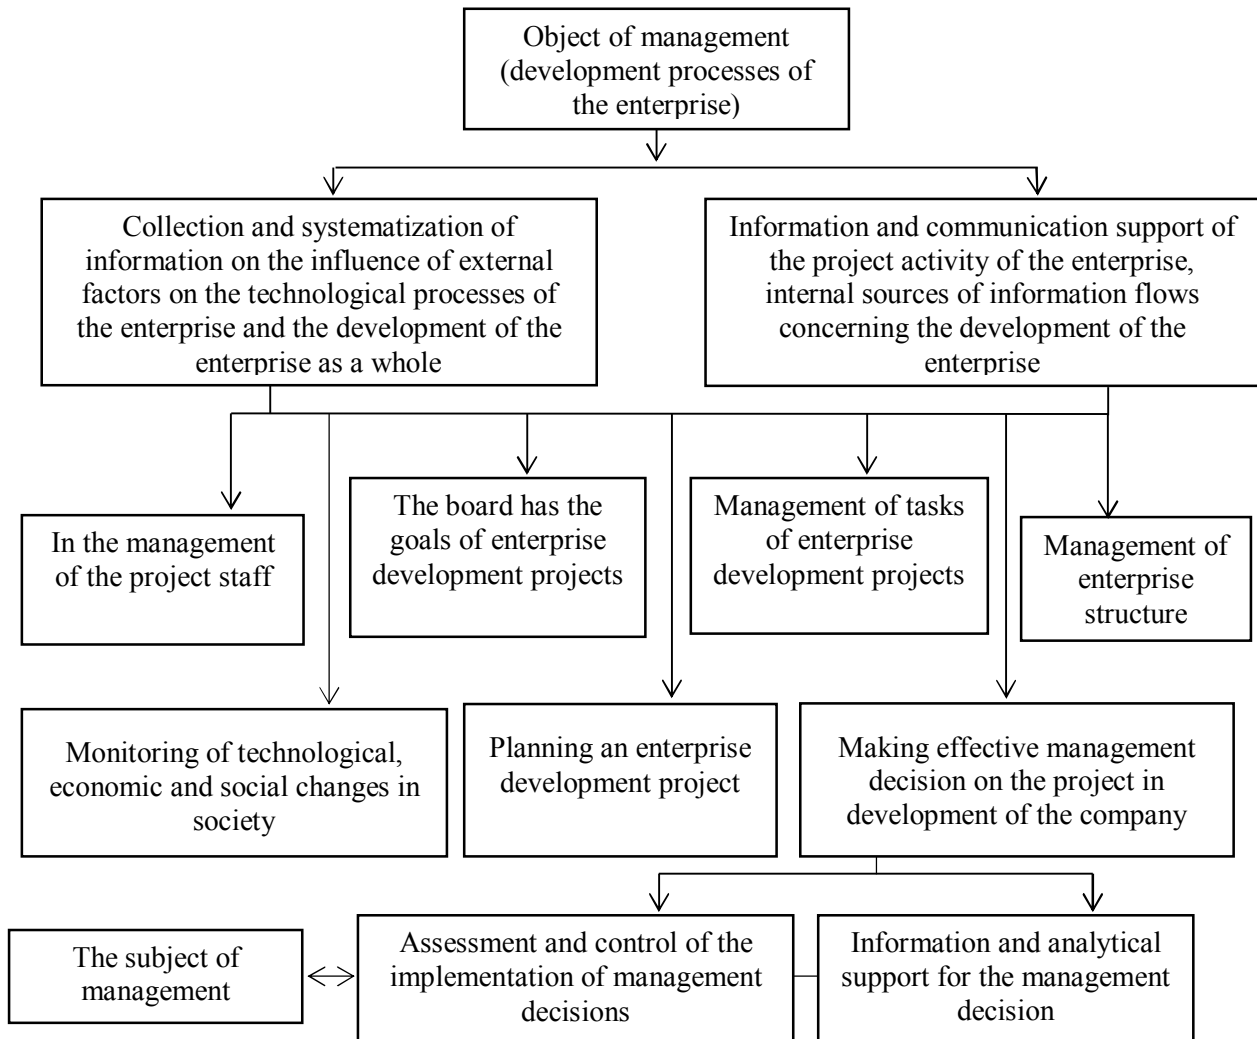 Object of management
(development processes of
the enterprise)
Collection and systematization of
information on the influence of external
factors on the technological processes of
the enterprise and the development of the
enterprise as a whole
Information and communication support of
the project activity of the enterprise,
internal sources of information flows
concerning the development of the
enterprise
In the management
of the project staff
The board has the
goals of enterprise
development projects
Management of tasks
of enterprise
development projects
Management of
enterprise
structure
Monitoring of technological,
economic and social changes in
society
Planning an enterprise
development project
Making effective management
decision on the project in
development of the company
The subject of
management
Assessment and control of the
implementation of management
decisions
Information and analytical
support for the management
decision